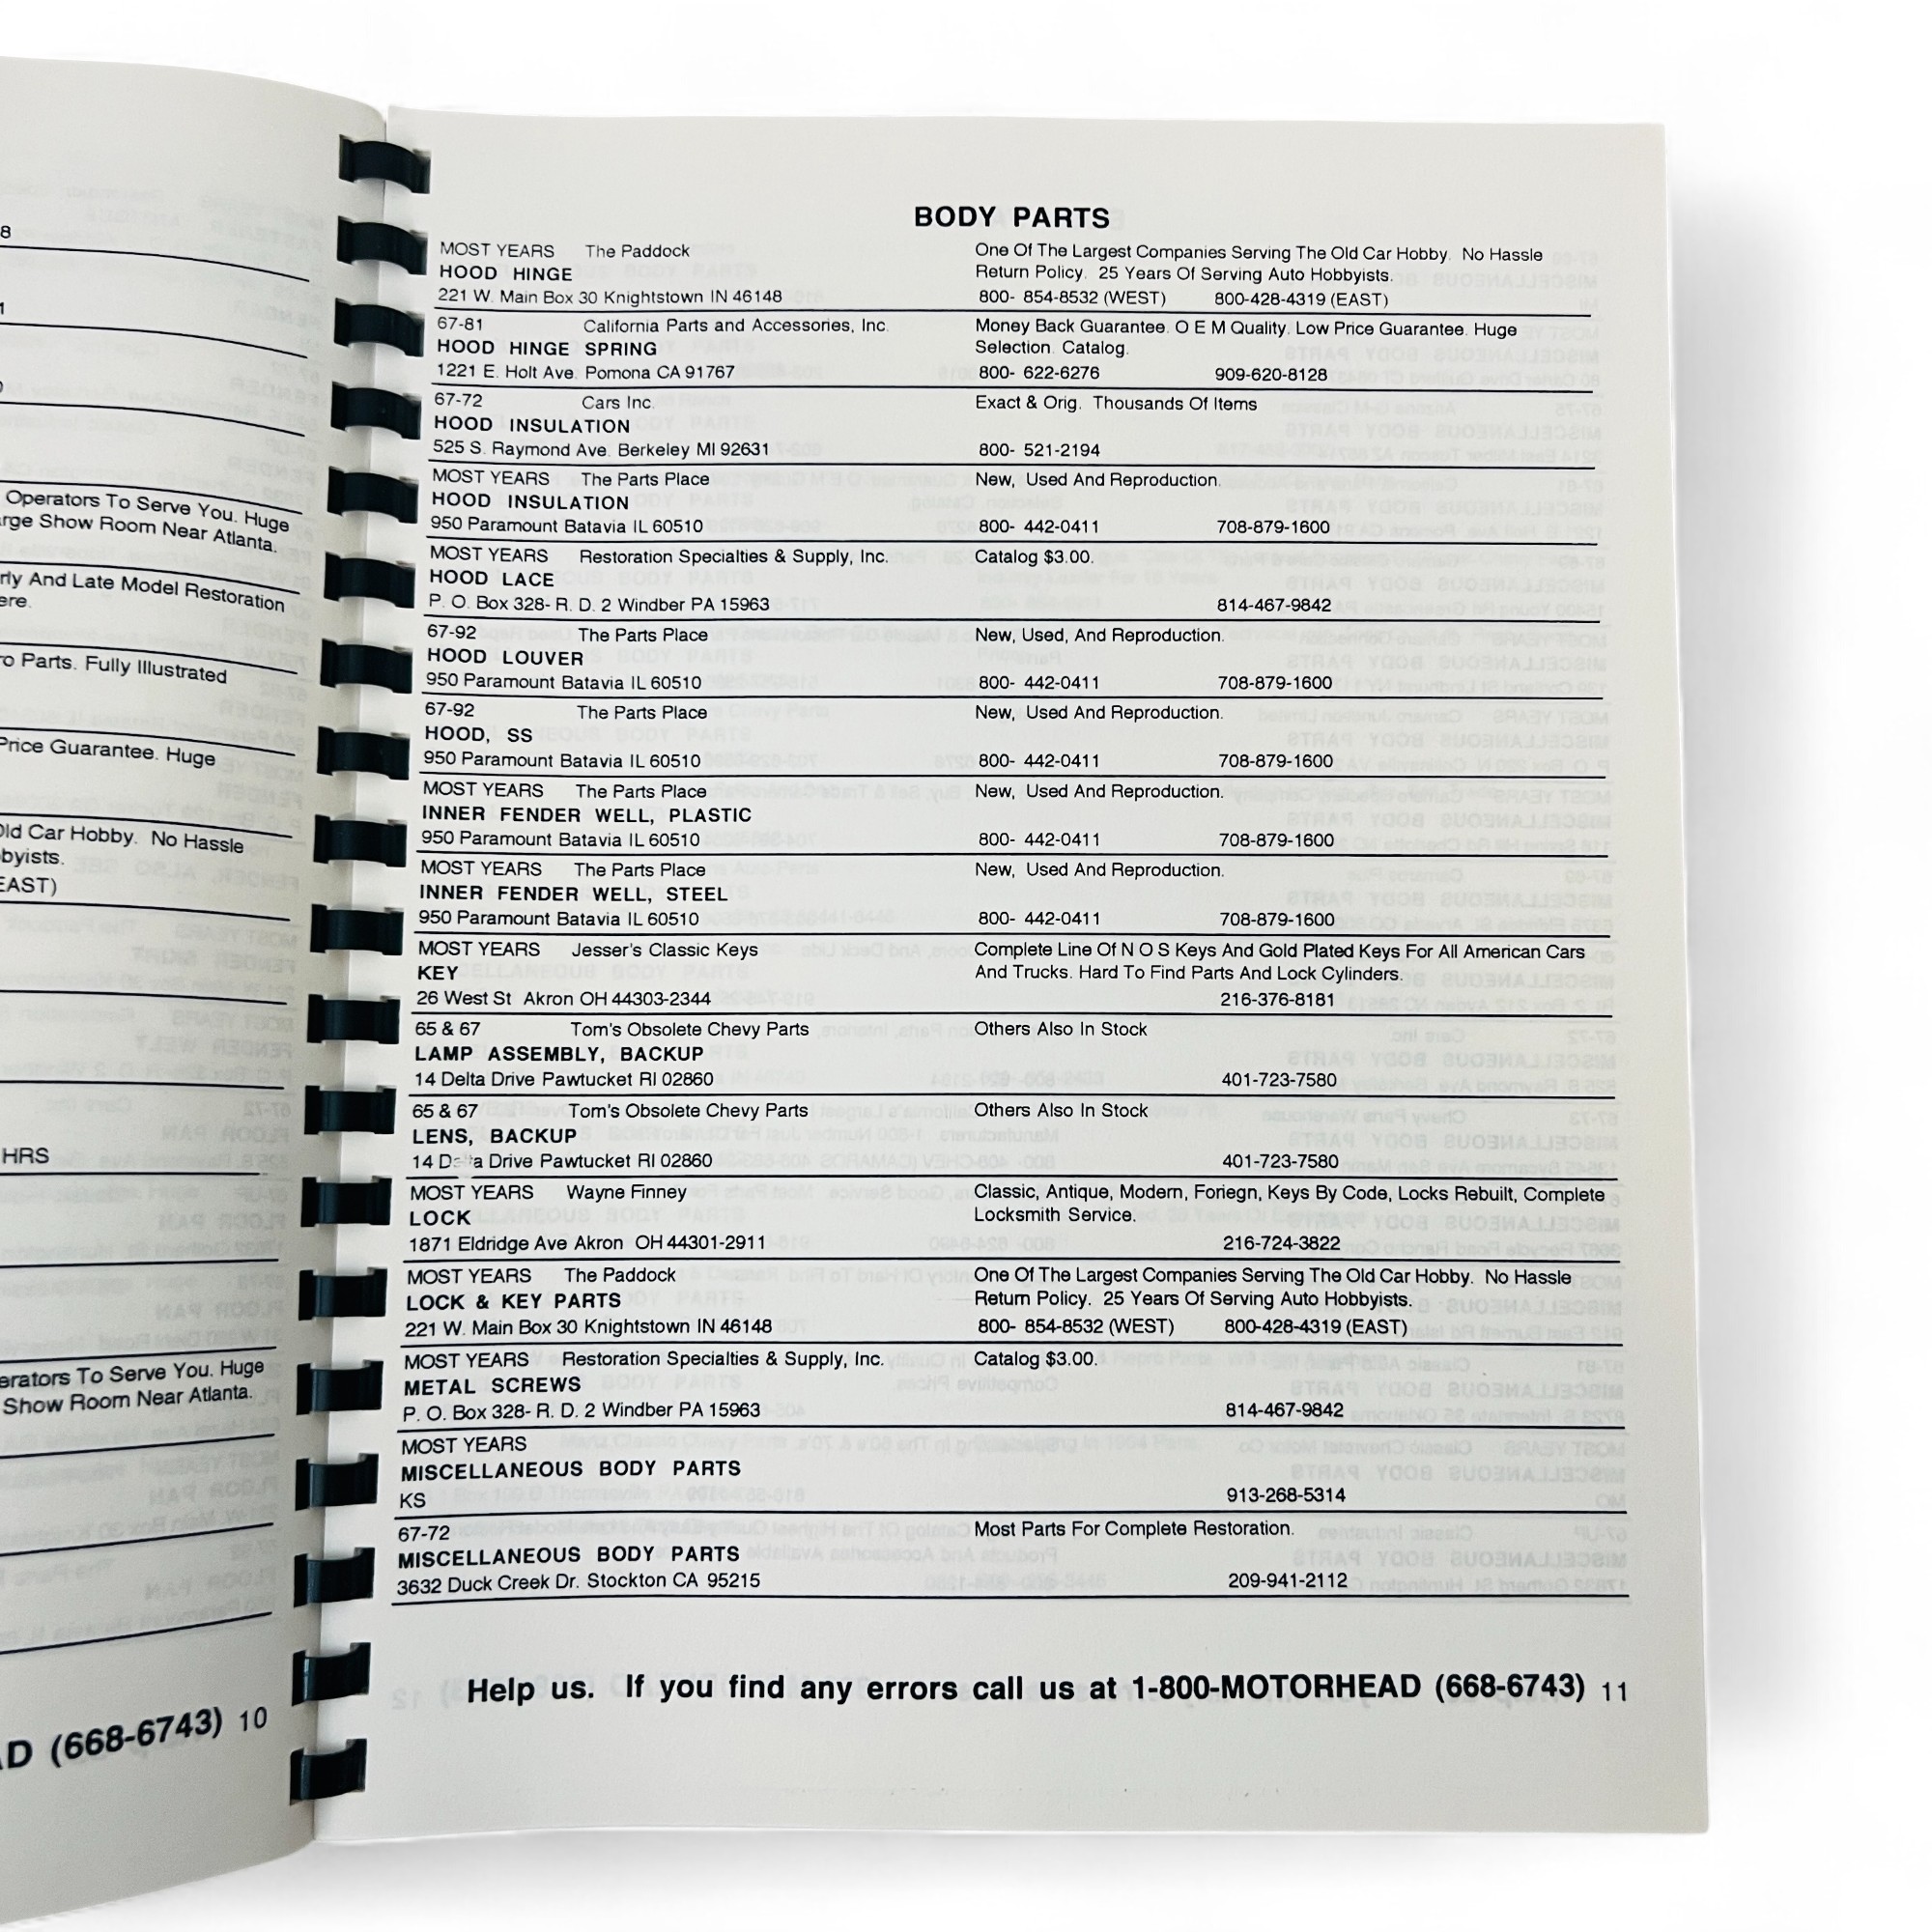 8
1
Operators To Serve You. Huge
Show Room Near Atlanta.
And Late Model Restoration
Parts. Fully Illustrated
Price Guarantee. Huge
Old Car Hobby. No Hassle
EAST)
HRS
To Serve You. Huge
Show Room Near Atlanta.
(668-6743) 10
BODY PARTS
MOST YEARS The Paddock One Of The Largest Companies Serving The Old Car Hobby. No Hassle
HOOD HINGE Return Policy. 25 Years Of Serving Auto Hobbyists.
221 W. Main Box 30 Knightstown IN 46148 800- 854-8532 (WEST) 800-428-4319 (EAST)
67-81 California Parts and Accessories, Inc. Money Back Guarantee. O E M Quality. Low Price Guarantee. Huge
HOOD HINGE SPRING Selection. Catalog.
1221 E. Holt Ave. Pomona CA 91767 800- 622-6276 909-620-8128
67-72 Cars Inc. Exact & Orig. Thousands Of Items
HOOD INSULATION
525 S. Raymond Ave. Berkeley MI 92631 800- 521-2194
MOST YEARS The Parts Place New, Used And Reproduction.
HOOD INSULATION
950 Paramount Batavia IL 60510 800- 442-0411 708-879-1600
MOST YEARS Restoration Specialties & Supply, Inc. Catalog $3.00.
HOOD LACE
P. O. Box 328- R. D. 2 Windber PA 15963 814-467-9842
67-92 The Parts Place New, Used, And Reproduction.
HOOD LOUVER
950 Paramount Batavia IL 60510 800- 442-0411 708-879-1600
67-92 The Parts Place New, Used And Reproduction.
HOOD, SS
950 Paramount Batavia IL 60510 800- 442-0411 708-879-1600
MOST YEARS The Parts Place New, Used And Reproduction.
INNER FENDER WELL, PLASTIC
950 Paramount Batavia IL 60510 800- 442-0411 708-879-1600
MOST YEARS The Parts Place New, Used And Reproduction.
INNER FENDER WELL, STEEL
950 Paramount Batavia IL 60510 800- 442-0411 708-879-1600
MOST YEARS Jesser's Classic Keys Complete Line Of N O S Keys And Gold Plated Keys For All American Cars
KEY And Trucks. Hard To Find Parts And Lock Cylinders.
26 West St Akron OH 44303-2344 216-376-8181
65 & 67 Tom's Obsolete Chevy Parts Others Also In Stock
LAMP ASSEMBLY, BACKUP
14 Delta Drive Pawtucket RI 02860 401-723-7580
65 & 67 Tom's Obsolete Chevy Parts Others Also In Stock
LENS, BACKUP
14 Delta Drive Pawtucket RI 02860 401-723-7580
MOST YEARS Wayne Finney Classic, Antique, Modern, Foriegn, Keys By Code, Locks Rebuilt, Complete
LOCK Locksmith Service.
1871 Eldridge Ave Akron OH 44301-2911 216-724-3822
MOST YEARS The Paddock One Of The Largest Companies Serving The Old Car Hobby. No Hassle
LOCK & KEY PARTS Return Policy. 25 Years Of Serving Auto Hobbyists.
221 W. Main Box 30 Knightstown IN 46148 800- 854-8532 (WEST) 800-428-4319 (EAST)
MOST YEARS Restoration Specialties & Supply, Inc. Catalog $3.00.
METAL SCREWS
P. O. Box 328- R. D. 2 Windber PA 15963 814-467-9842
MOST YEARS
MISCELLANEOUS BODY PARTS
KS 913-268-5314
67-72 Most Parts For Complete Restoration.
MISCELLANEOUS BODY PARTS
3632 Duck Creek Dr. Stockton CA 95215 209-941-2112
Help us. If you find any errors call us at 1-800-MOTORHEAD (668-6743) 11